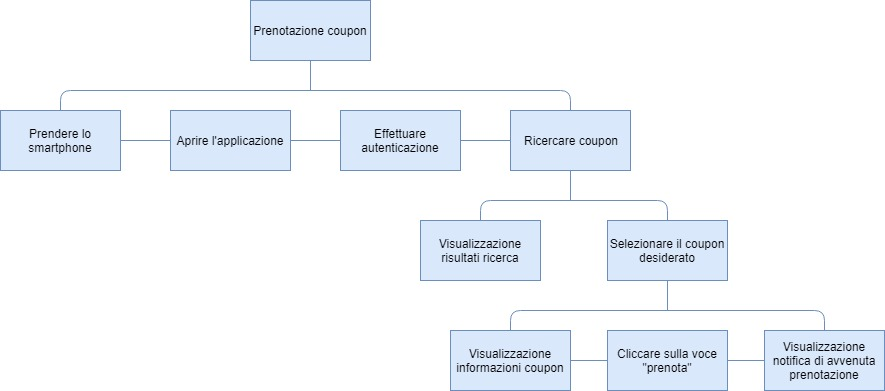 Prenotazione coupon
Prendere lo
smartphone
Aprire l'applicazione
Effettuare
autenticazione
Ricercare coupon
Visualizzazione
risultati ricerca
Selezionare il coupon
desiderato
Visualizzazione
informazioni coupon
Cliccare sulla voce
"prenota"
Visualizzazione
notifica di avvenuta
prenotazione